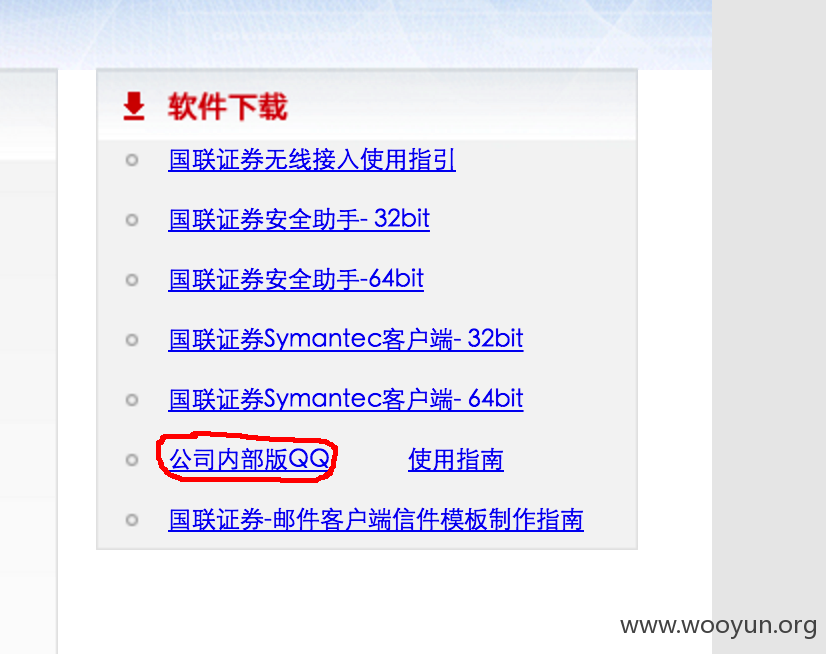 软件下载
国联证券无线接入使用指引
国联证券安全助手- 32bit
国联证券安全助手-64bit
国联证券Symantec客户端- 32bit
国联证券Symantec客户端- 64bit
公司内部版QQ 使用指南
国联证券-邮件客户端信件模板制作指南
www.wooyun.org